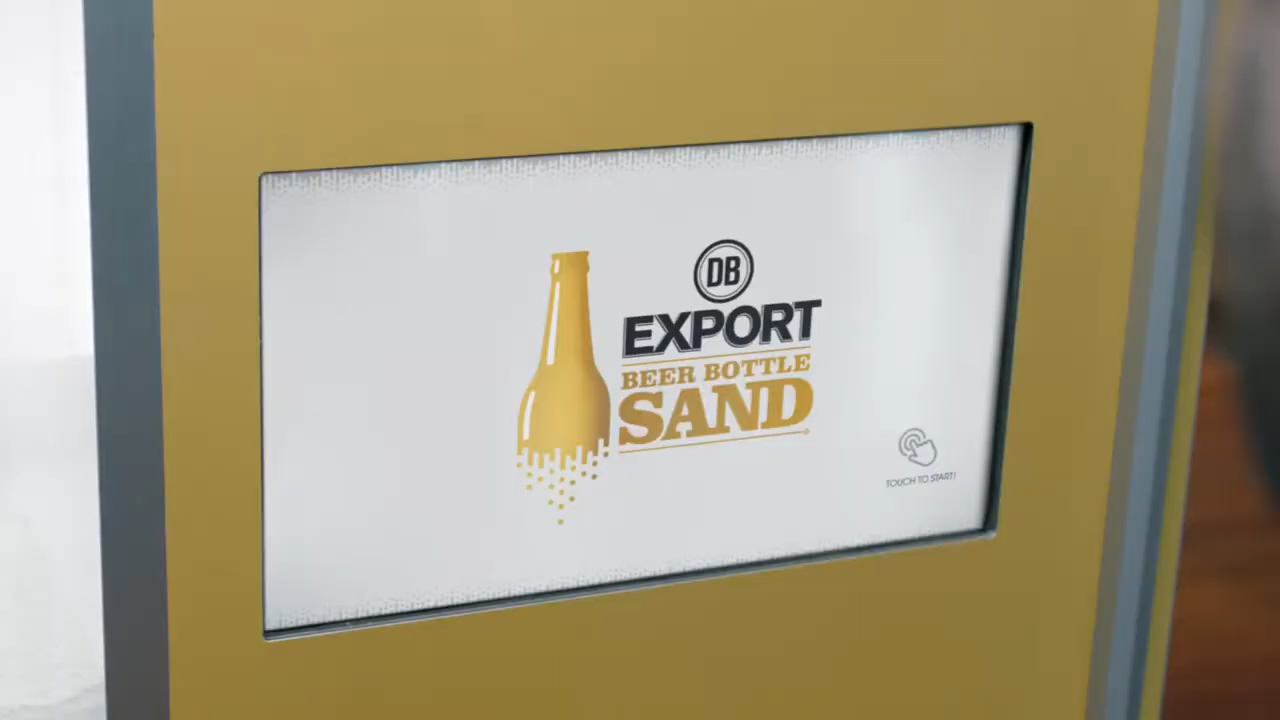 DB
EXPORT
BEER BOTTLE
SAND
TOUCH TO START!